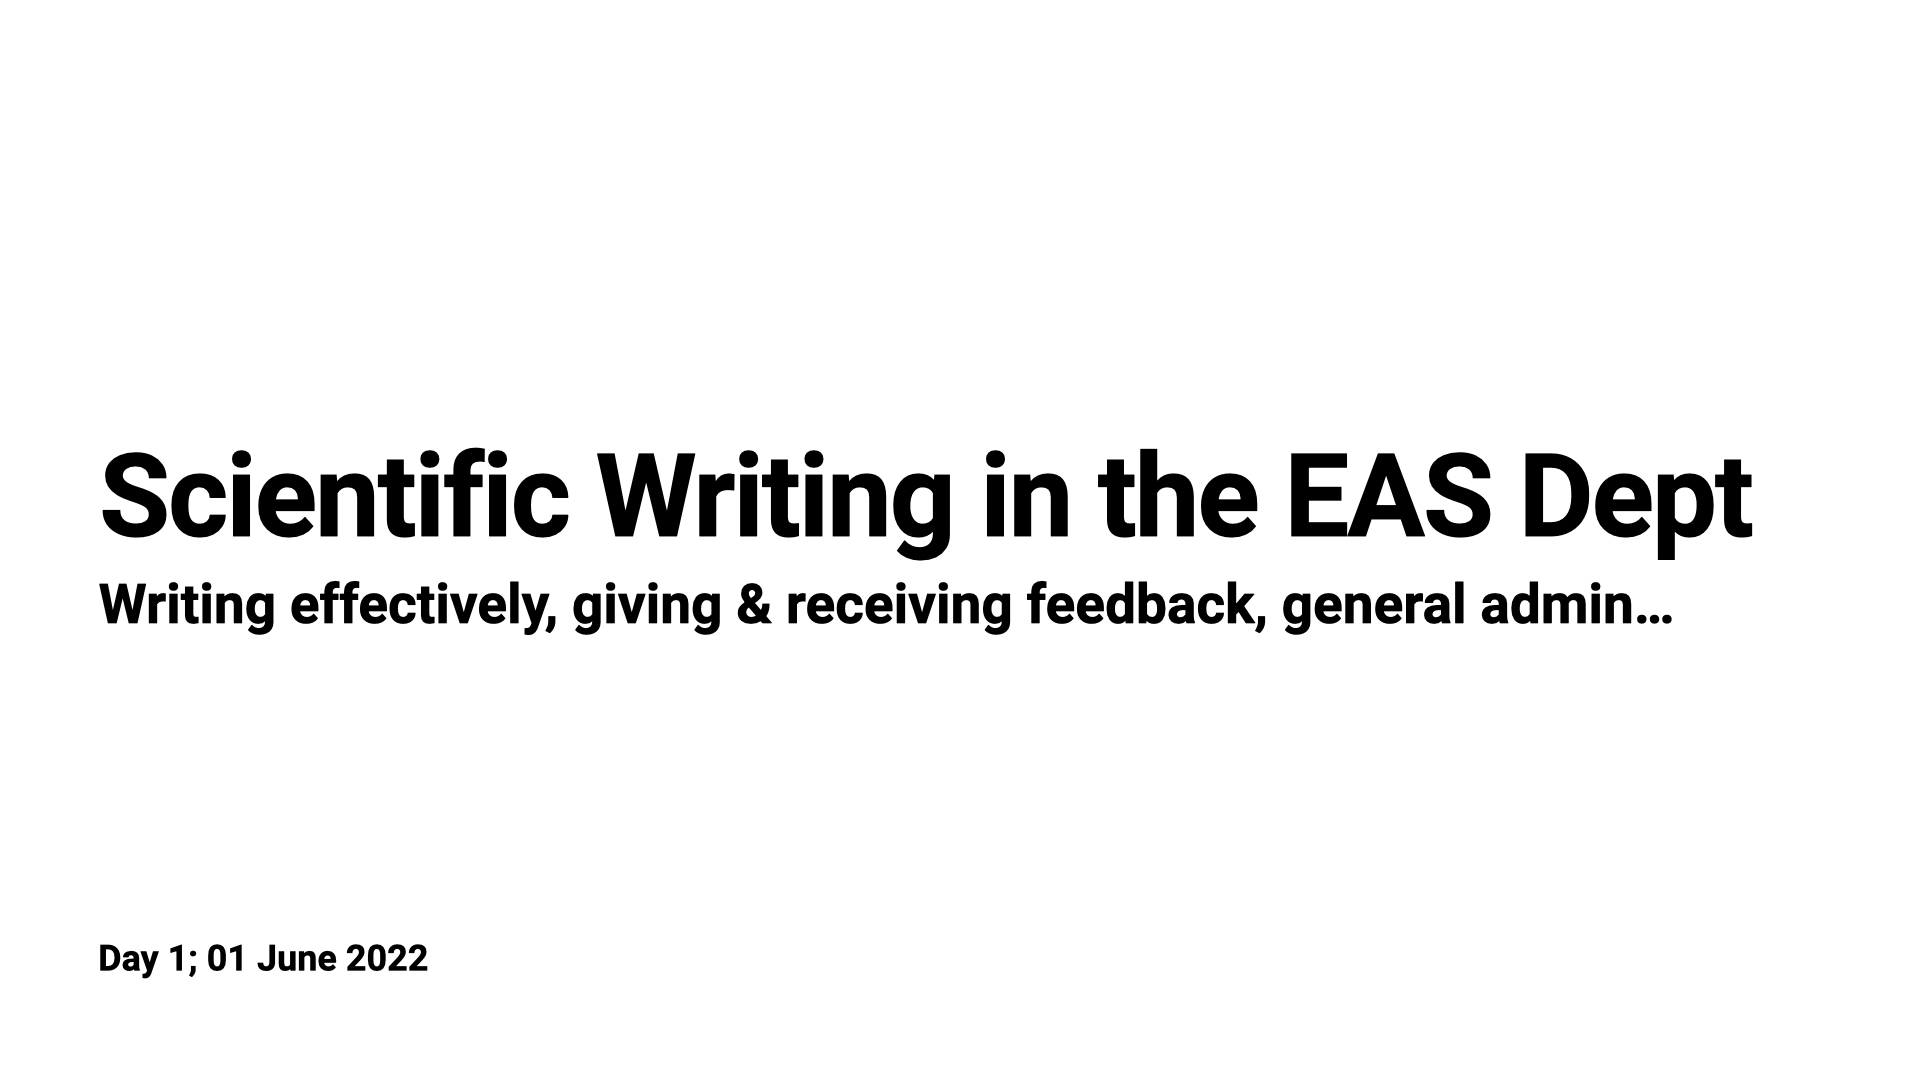 Scientific Writing in the EAS Dept
Writing effectively, giving & receiving feedback, general admin…
Day 1; 01 June 2022